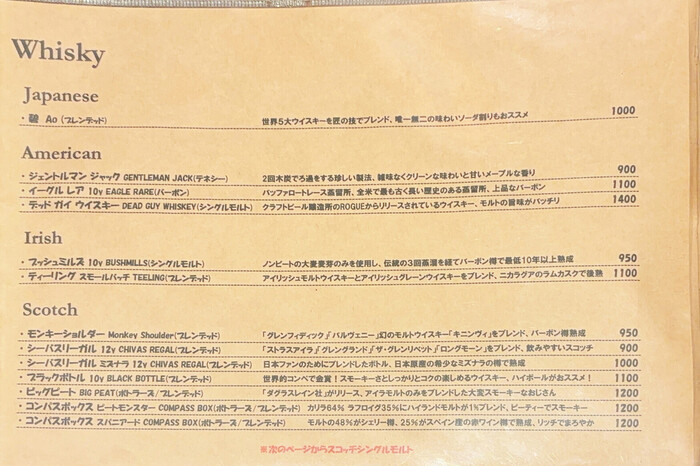 Whisky
Japanese
・碧 Ao (ブレンデッド) 世界5大ウイスキーを匠の技でブレンド、唯一無二の味わいソーダ割りもおススメ 1000
American
・ジェントルマン ジャック GENTLEMAN JACK(テネシー) 2回木炭でろ過をする珍しい製法、雑味なくクリーンな味わいと甘いメープルな香り 900
・イーグル レア 10y EAGLE RARE(バーボン) バッファロートレース蒸留所、全米で最も古く長い歴史のある蒸留所、上品なバーボン 1100
・デッド ガイ ウイスキー DEAD GUY WHISKEY(シングルモルト) クラフトビール醸造所のROGUEからリリースされているウイスキー、モルトの旨味がバッチリ 1400
Irish
・ブッシュミルズ 10y BUSHMILLS(シングルモルト) ノンピートの大麦麦芽のみを使用し、伝統の3回蒸溜を経てバーボン樽で最低10年以上熟成 950
・ティーリング スモールバッチ TEELING(ブレンデッド) アイリッシュモルトウイスキーとアイリッシュグレーンウイスキーをブレンド、ニカラグアのラムカスクで後熟 1100
Scotch
・モンキーショルダー Monkey Shoulder(ブレンデッド) 「グレンフィディック∮バルヴェニー∮幻のモルトウイスキー「キニンヴィ」をブレンド、バーボン樽熟成 950
・シーバスリーガル 12y CHIVAS REGAL(ブレンデッド) 「ストラスアイラ∮グレングラント∮ザ・グレンリベット∮ロングモーン」をブレンド、飲みやすいスコッチ 900
・シーバスリーガル ミズナラ 12y CHIVAS REGAL(ブレンデッド) 日本ファンのためにブレンドしたボトル、日本原産の希少なミズナラの樽で熟成 1000
・ブラックボトル 10y BLACK BOTTLE(ブレンデッド) 世界的コンペで金賞！スモーキーさとしっかりとコクの楽しめるウイスキー、ハイボールがおススメ！ 1100
・ビッグピート BIG PEAT(ボトラーズ/ブレンデッド) 「ダグラスレイン社」がリリース、アイラモルトのみをブレンドした大変スモーキーなおじさん 1200
・コンパスボックス ピートモンスター COMPASS BOX(ボトラーズ/ブレンデッド) カリラ64% ラフロイグ35%にハイランドモルトが1%ブレンド、ピーティーでスモーキー 1200
・コンパスボックス スパニアード COMPASS BOX(ボトラーズ/ブレンデッド) モルトの48%がシェリー樽、25%がスペイン産の赤ワイン樽で熟成、リッチでまろやか 1200
※次のページからスコッチシングルモルト